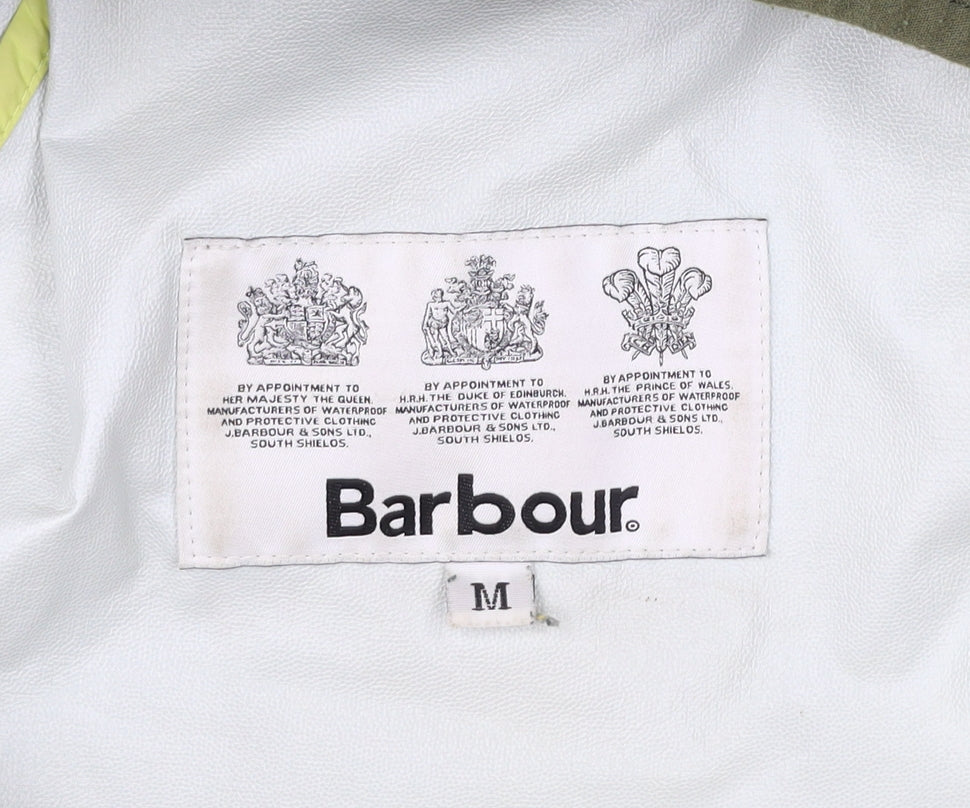 BY APPOINTMENT TO
HER MAJESTY THE QUEEN.
MANUFACTURERS OF WATERPROOF
AND PROTECTIVE CLOTHING
J.BARBOUR & SONS LTD.,
SOUTH SHIELDS.
BY APPOINTMENT TO
H.R.H. THE DUKE OF EDINBURGH.
MANUFACTURERS OF WATERPROOF
AND PROTECTIVE CLOTHING
J.BARBOUR & SONS LTD.,
SOUTH SHIELDS.
BY APPOINTMENT TO
H.R.H. THE PRINCE OF WALES.
MANUFACTURERS OF WATERPROOF
AND PROTECTIVE CLOTHING
J.BARBOUR & SONS LTD.,
SOUTH SHIELDS.
Barbour.
M